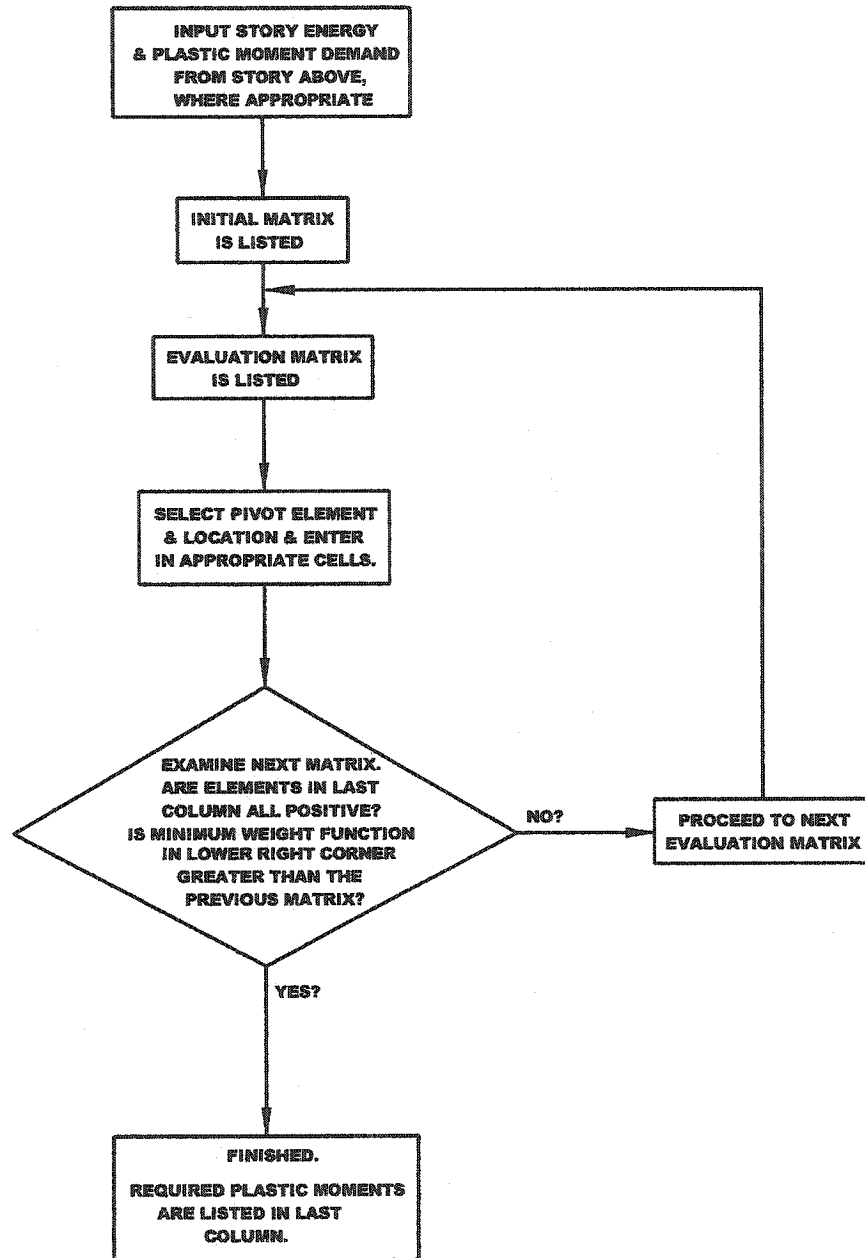 INPUT STORY ENERGY
& PLASTIC MOMENT DEMAND
FROM STORY ABOVE,
WHERE APPROPRIATE
INITIAL MATRIX
IS LISTED
EVALUATION MATRIX
IS LISTED
SELECT PIVOT ELEMENT
& LOCATION & ENTER
IN APPROPRIATE CELLS.
EXAMINE NEXT MATRIX.
ARE ELEMENTS IN LAST
COLUMN ALL POSITIVE?
IS MINIMUM WEIGHT FUNCTION
IN LOWER RIGHT CORNER
GREATER THAN THE
PREVIOUS MATRIX?
NO?
PROCEED TO NEXT
EVALUATION MATRIX
YES?
FINISHED.
REQUIRED PLASTIC MOMENTS
ARE LISTED IN LAST
COLUMN.